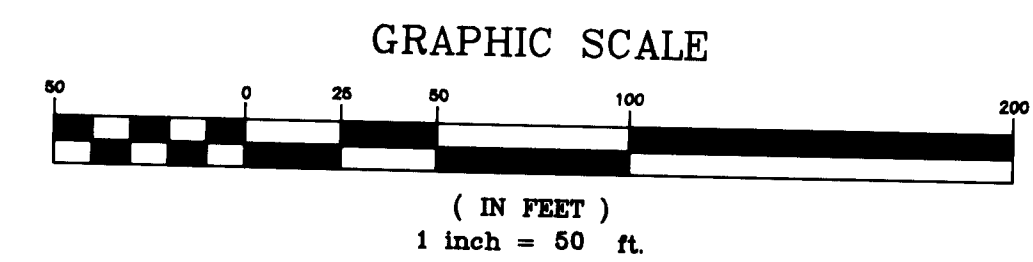 GRAPHIC SCALE
50 0 25 50 100 200
( IN FEET )
1 inch = 50 ft.